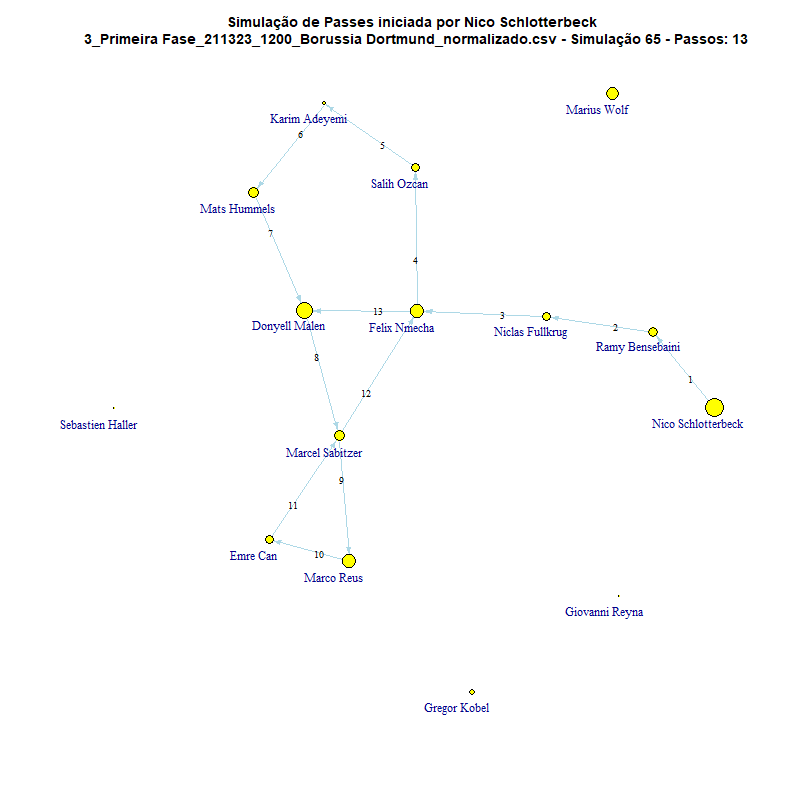 Simulação de Passes iniciada por Nico Schlotterbeck
3_Primeira Fase_211323_1200_Borussia Dortmund_normalizado.csv - Simulação 65 - Passos: 13
Marius Wolf
Karim Adeyemi
6
5
Salih Ozcan
Mats Hummels
7
4
13
3
Donyell Malen
Felix Nmecha
Niclas Fullkrug
2
Ramy Bensebaini
8
1
12
Sebastien Haller
Nico Schlotterbeck
Marcel Sabitzer
9
11
10
Emre Can
Marco Reus
Giovanni Reyna
Gregor Kobel